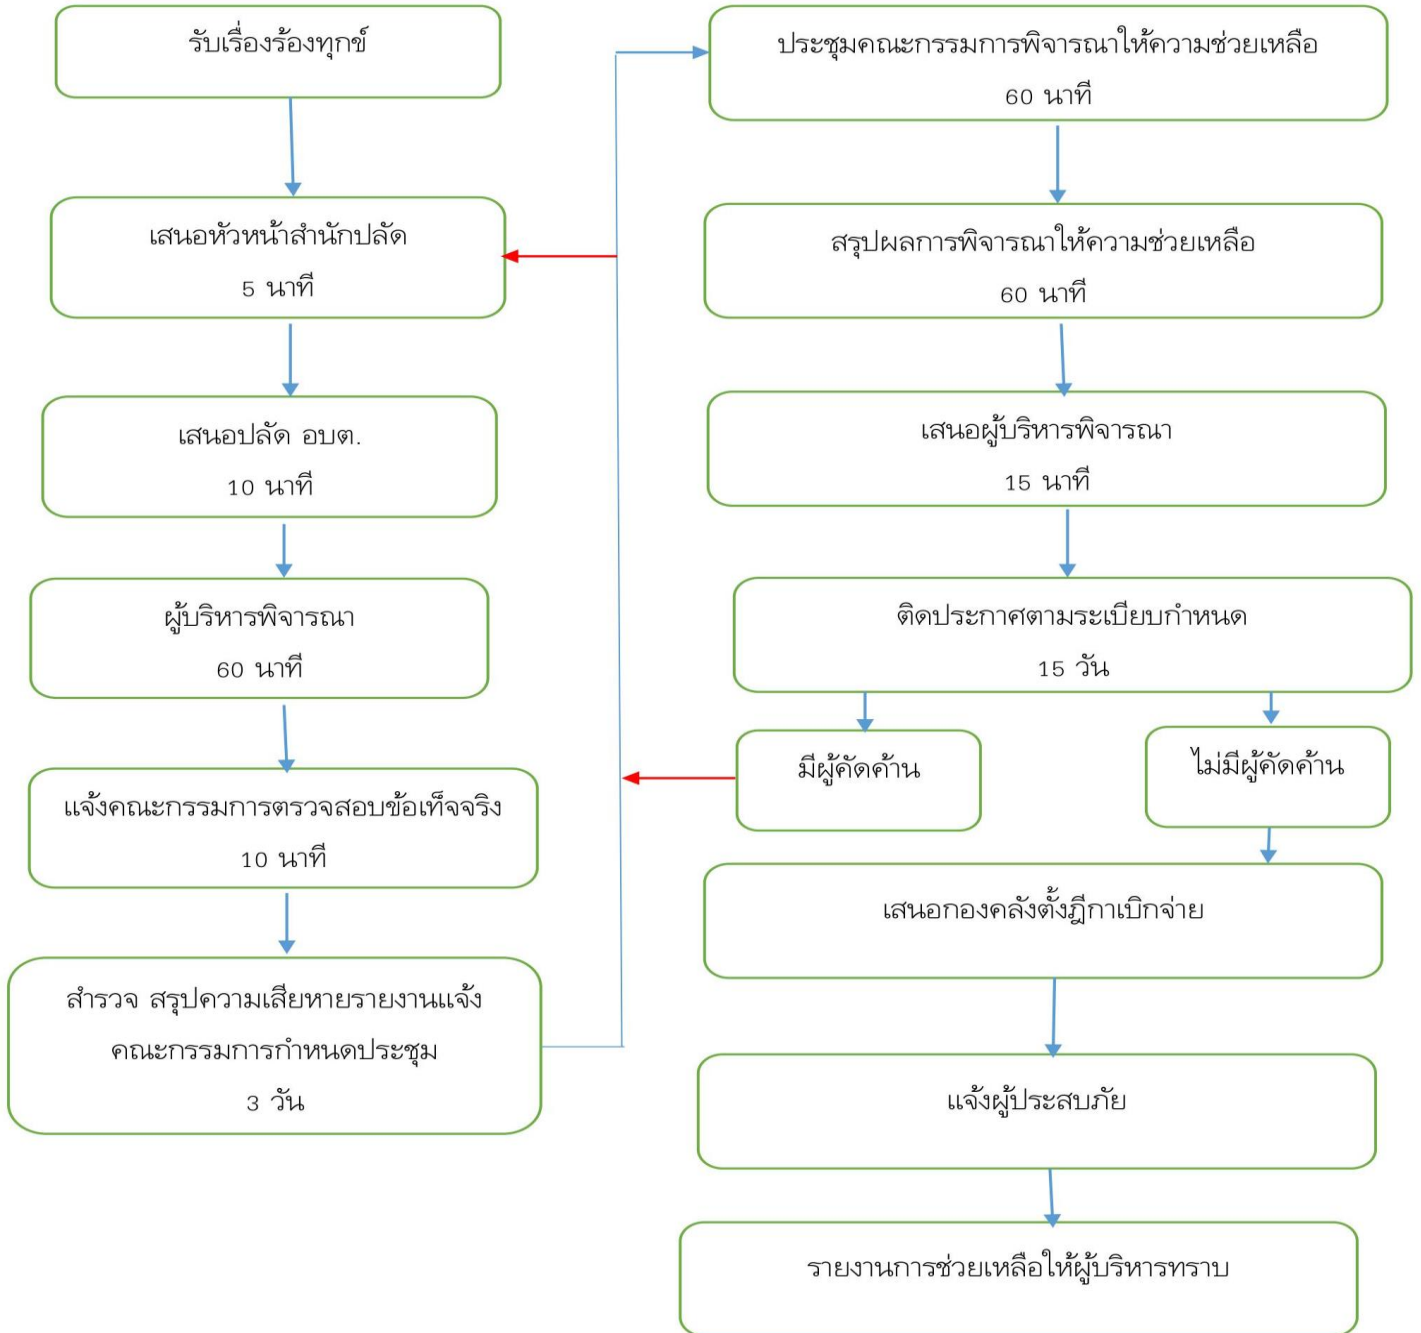 รับเรื่องร้องทุกข์
เสนอหัวหน้าสำนักปลัด
5 นาที
เสนอปลัด อบต.
10 นาที
ผู้บริหารพิจารณา
60 นาที
แจ้งคณะกรรมการตรวจสอบข้อเท็จจริง
10 นาที
สำรวจ สรุปความเสียหายรายงานแจ้ง
คณะกรรมการกำหนดประชุม
3 วัน
ประชุมคณะกรรมการพิจารณาให้ความช่วยเหลือ
60 นาที
สรุปผลการพิจารณาให้ความช่วยเหลือ
60 นาที
เสนอผู้บริหารพิจารณา
15 นาที
ติดประกาศตามระเบียบกำหนด
15 วัน
มีผู้คัดค้าน
ไม่มีผู้คัดค้าน
เสนอกองคลังตั้งฎีกาเบิกจ่าย
แจ้งผู้ประสบภัย
รายงานการช่วยเหลือให้ผู้บริหารทราบ